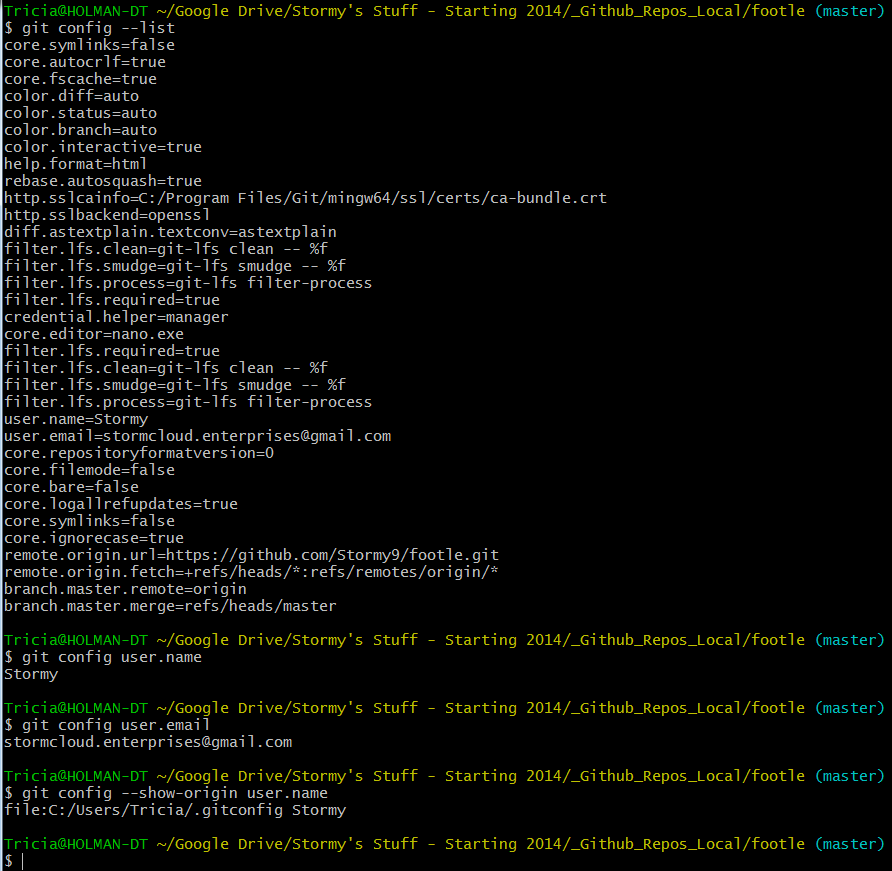 Tricia@HOLMAN-DT ~/Google Drive/Stormy's Stuff - Starting 2014/_Github_Repos_Local/footle (master)
$ git config --list
core.symlinks=false
core.autocrlf=true
core.fscache=true
color.diff=auto
color.status=auto
color.branch=auto
color.interactive=true
help.format=html
rebase.autosquash=true
http.sslcainfo=C:/Program Files/Git/mingw64/ssl/certs/ca-bundle.crt
http.sslbackend=openssl
diff.astextplain.textconv=astextplain
filter.lfs.clean=git-lfs clean -- %f
filter.lfs.smudge=git-lfs smudge -- %f
filter.lfs.process=git-lfs filter-process
filter.lfs.required=true
credential.helper=manager
core.editor=nano.exe
filter.lfs.required=true
filter.lfs.clean=git-lfs clean -- %f
filter.lfs.smudge=git-lfs smudge -- %f
filter.lfs.process=git-lfs filter-process
user.name=Stormy
user.email=stormcloud.enterprises@gmail.com
core.repositoryformatversion=0
core.filemode=false
core.bare=false
core.logallrefupdates=true
core.symlinks=false
core.ignorecase=true
remote.origin.url=https://github.com/Stormy9/footle.git
remote.origin.fetch=+refs/heads/*:refs/remotes/origin/*
branch.master.remote=origin
branch.master.merge=refs/heads/master
Tricia@HOLMAN-DT ~/Google Drive/Stormy's Stuff - Starting 2014/_Github_Repos_Local/footle (master)
$ git config user.name
Stormy
Tricia@HOLMAN-DT ~/Google Drive/Stormy's Stuff - Starting 2014/_Github_Repos_Local/footle (master)
$ git config user.email
stormcloud.enterprises@gmail.com
Tricia@HOLMAN-DT ~/Google Drive/Stormy's Stuff - Starting 2014/_Github_Repos_Local/footle (master)
$ git config --show-origin user.name
file:C:/Users/Tricia/.gitconfig Stormy
Tricia@HOLMAN-DT ~/Google Drive/Stormy's Stuff - Starting 2014/_Github_Repos_Local/footle (master)
$